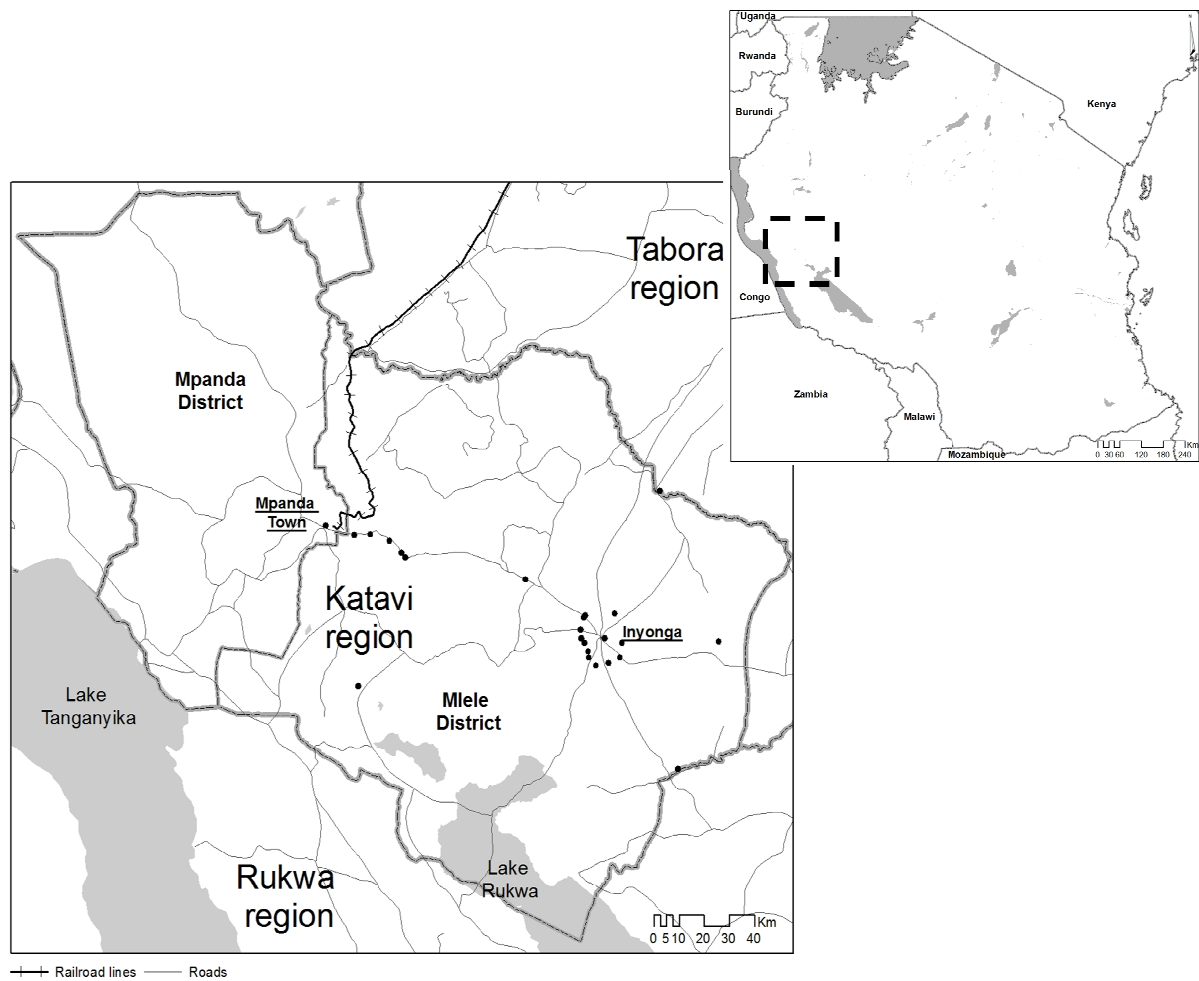 Uganda
Rwanda
Burundi
Kenya
Congo
Zambia
Malawi
Mozambique
Km
0 30 60 120 180 240
N
Tabora
region
Mpanda
District
Mpanda
Town
Katavi
region
Inyonga
Lake
Tanganyika
Mlele
District
Lake
Rukwa
Rukwa
region
Km
0 5 10 20 30 40
Railroad lines
Roads